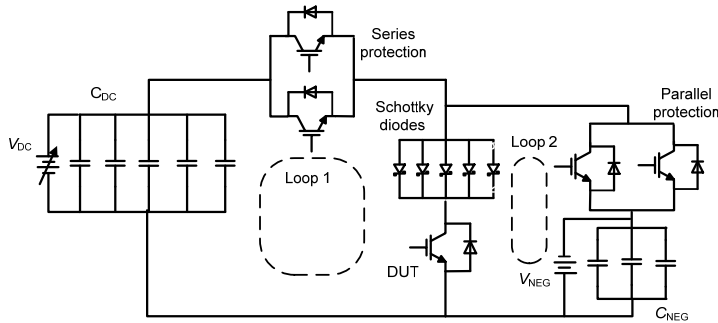 Series
protection
C_DC
Schottky
diodes
Parallel
protection
V_DC
Loop 1
Loop 2
DUT
V_NEG
C_NEG